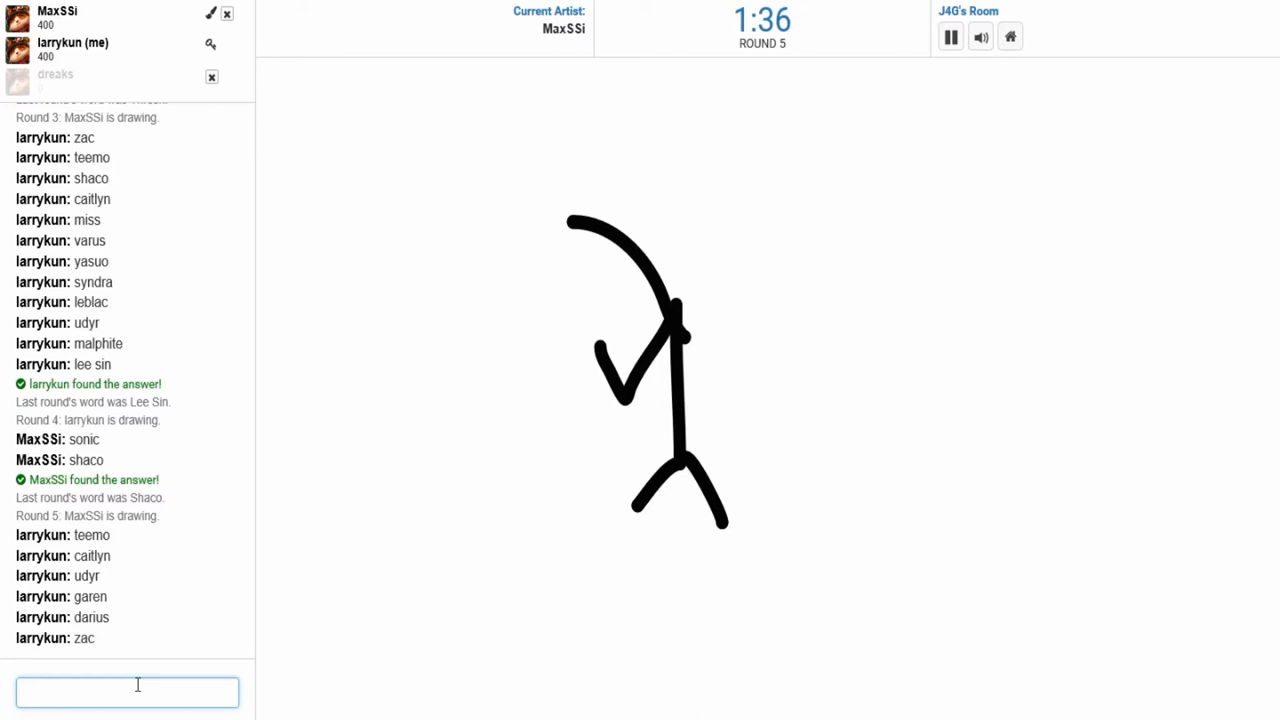 MaxSSi
400
larrykun (me)
400
dreaks
Current Artist:
MaxSSi
1:36
ROUND 5
J4G's Room
Round 3: MaxSSi is drawing.
larrykun: zac
larrykun: teemo
larrykun: shaco
larrykun: caitlyn
larrykun: miss
larrykun: varus
larrykun: yasuo
larrykun: syndra
larrykun: leblac
larrykun: udyr
larrykun: malphite
larrykun: lee sin
larrykun found the answer!
Last round's word was Lee Sin.
Round 4: larrykun is drawing.
MaxSSi: sonic
MaxSSi: shaco
MaxSSi found the answer!
Last round's word was Shaco.
Round 5: MaxSSi is drawing.
larrykun: teemo
larrykun: caitlyn
larrykun: udyr
larrykun: garen
larrykun: darius
larrykun: zac